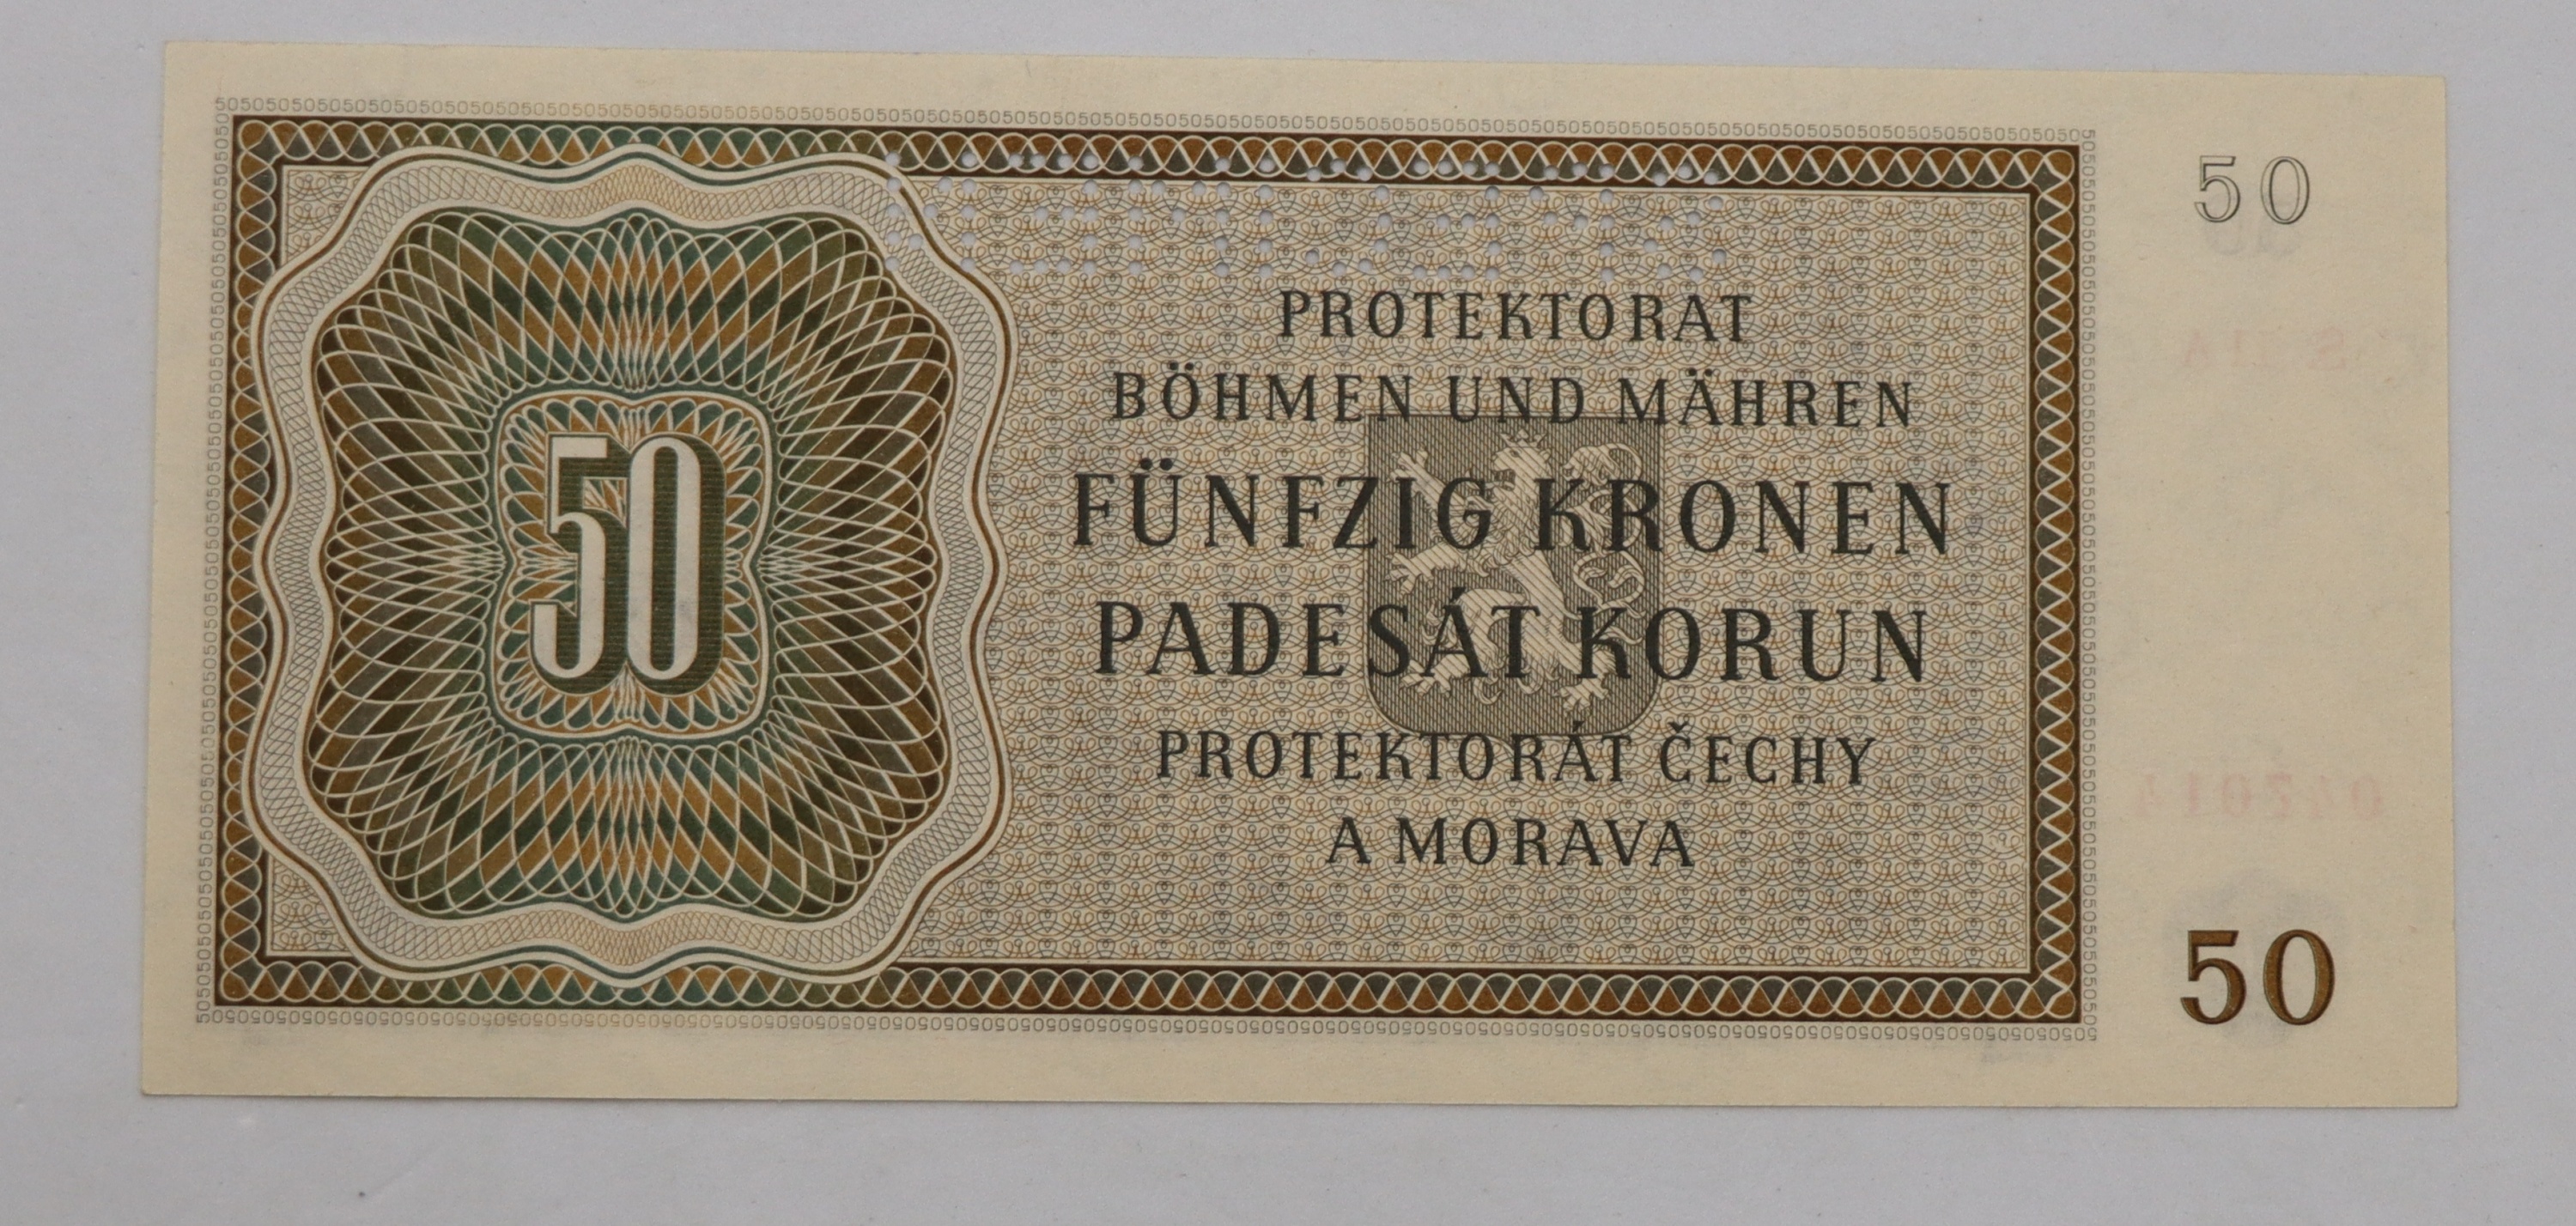 50
PROTEKTORAT
BÖHMEN UND MÄHREN
FÜNFZIG KRONEN
PADESÁT KORUN
PROTEKTORÁT ČECHY
A MORAVA
50
50